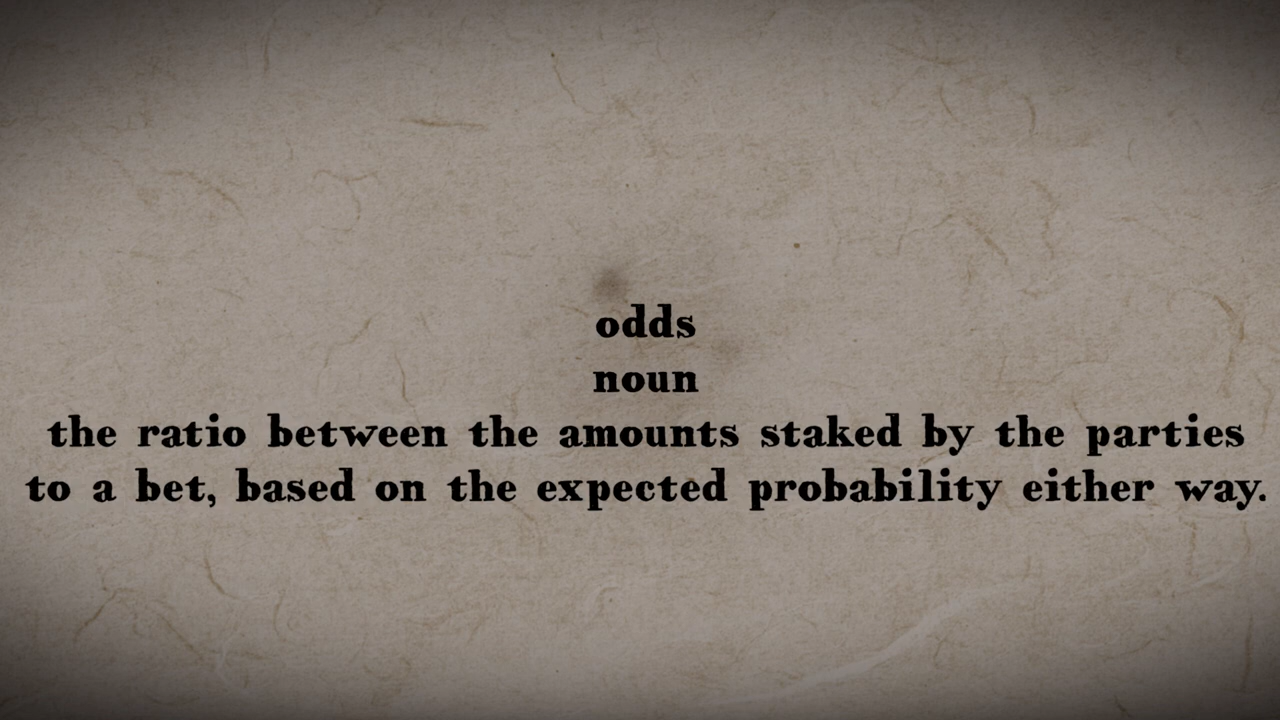 odds
noun
the ratio between the amounts staked by the parties
to a bet, based on the expected probability either way.